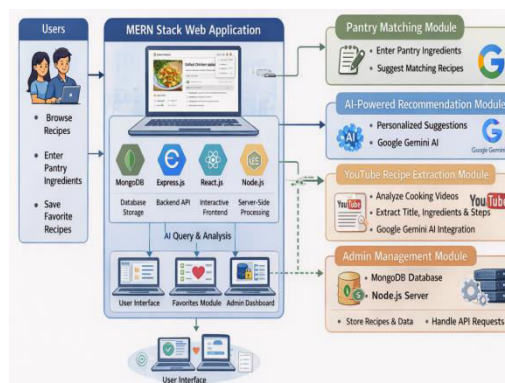 Users
Browse
Recipes
Enter
Pantry
Ingredients
Save
Favorite
Recipes
MERN Stack Web Application
MongoDB
Express.js
React.js
Node.js
Database
Storage
Backend API
Interactive
Frontend
Server-Side
Processing
AI Query & Analysis
User Interface
Favorites Module
Admin Dashboard
User Interface
Pantry Matching Module
Enter Pantry Ingredients
Suggest Matching Recipes
AI-Powered Recommendation Module
AI
Personalized Suggestions
Google Gemini AI
Google Gemini
YouTube Recipe Extraction Module
YouTube
Analyze Cooking Videos
Extract Title, Ingredients & Steps
Google Gemini AI Integration
YouTube
Admin Management Module
MongoDB Database
Node.js Server
Store Recipes & Data
Handle API Requests